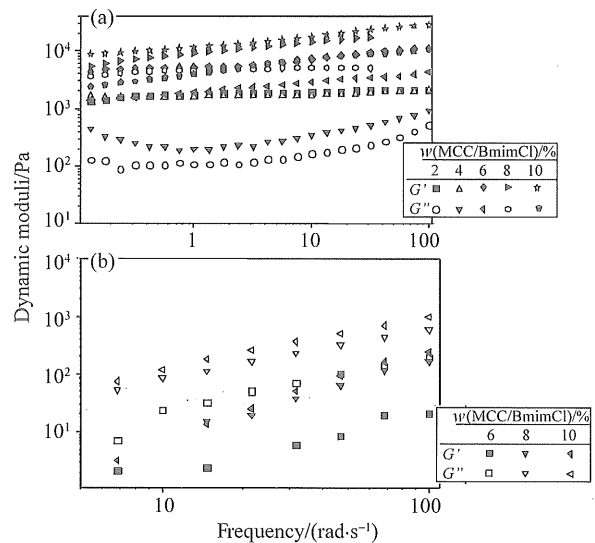 (a)
10⁴
10³
10²
10¹
1
10
100
w(MCC/BmimCl)/%
2 4 6 8 10
G′
G″
Dynamic moduli/Pa
(b)
10⁴
10³
10²
10¹
10
100
w(MCC/BmimCl)/%
6 8 10
G′
G″
Frequency/(rad·s⁻¹)